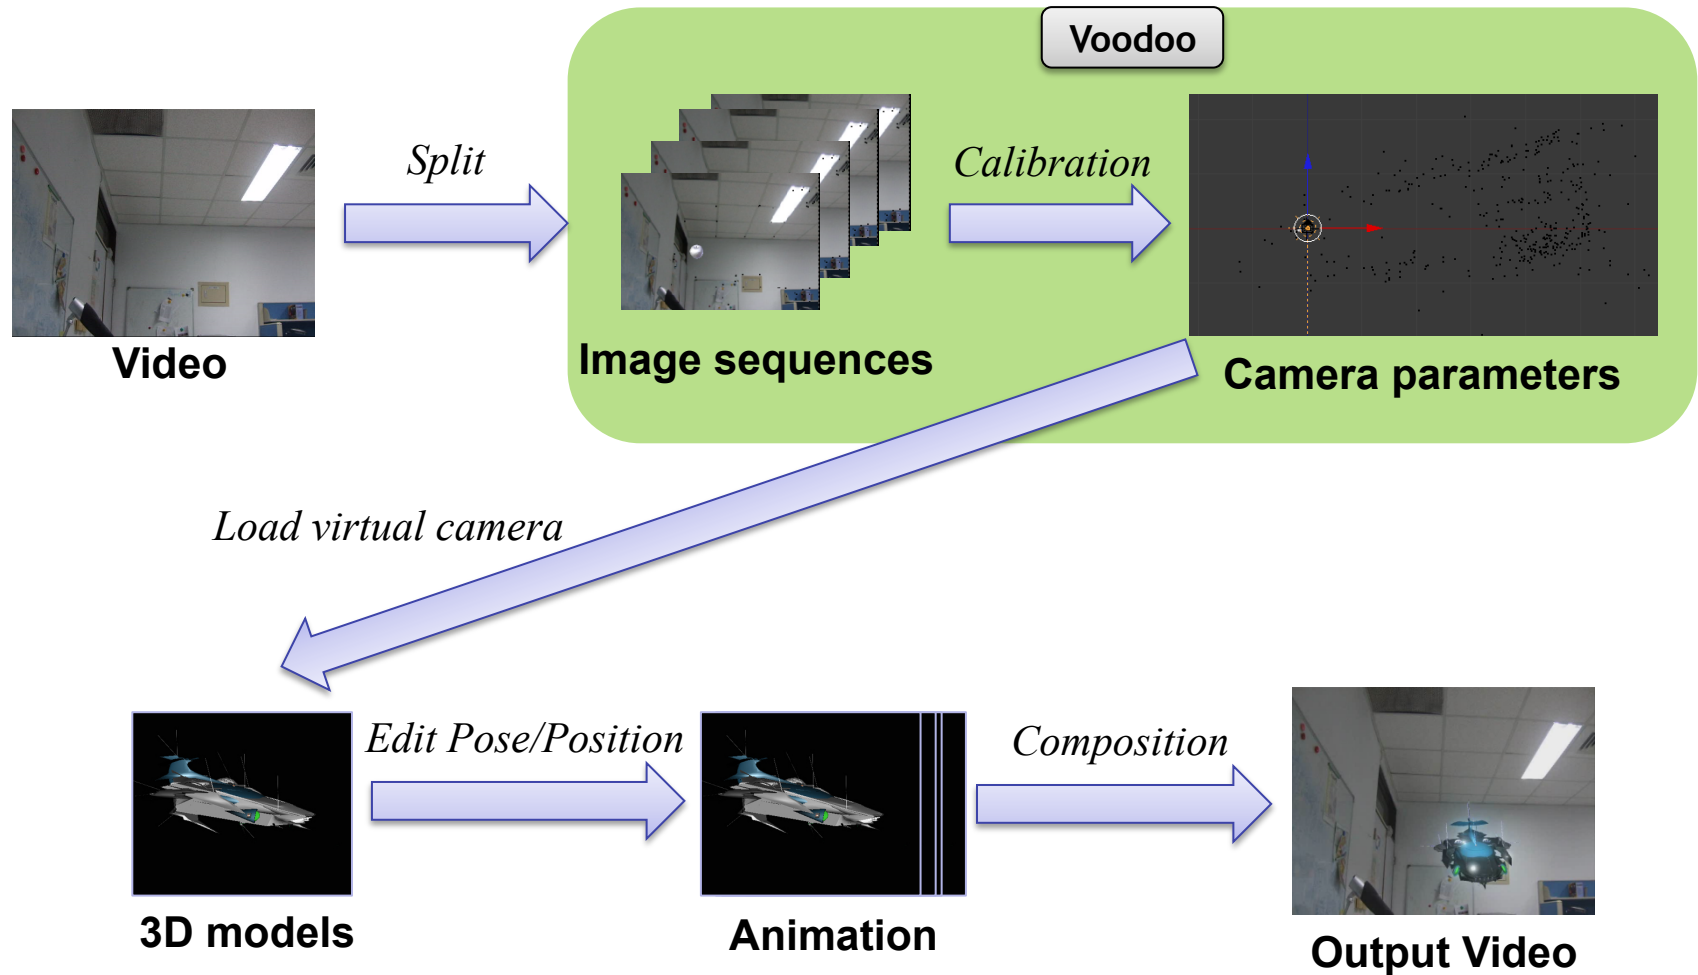 Voodoo
Split
Calibration
Video
Image sequences
Camera parameters
Load virtual camera
Edit Pose/Position
Composition
3D models
Animation
Output Video